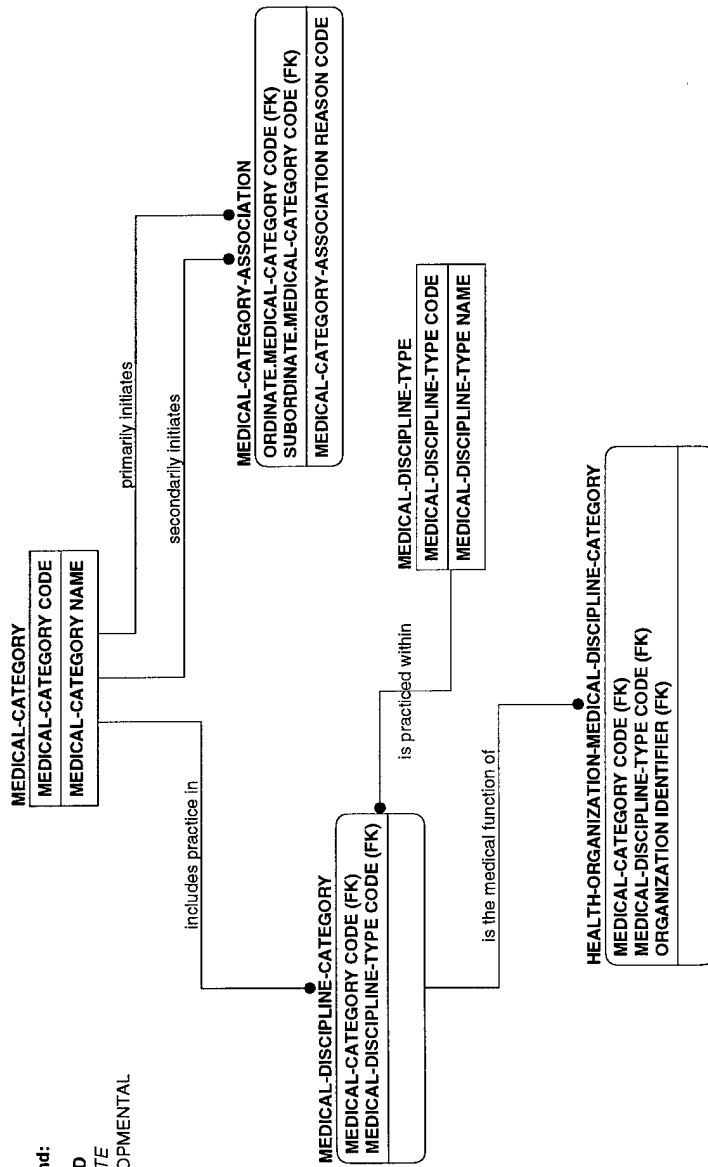 MEDICAL-CATEGORY
MEDICAL-CATEGORY CODE
MEDICAL-CATEGORY NAME
primarily initiates
secondarily initiates
includes practice in
MEDICAL-CATEGORY-ASSOCIATION
ORDINATE.MEDICAL-CATEGORY CODE (FK)
SUBORDINATE.MEDICAL-CATEGORY CODE (FK)
MEDICAL-CATEGORY-ASSOCIATION REASON CODE
MEDICAL-DISCIPLINE-CATEGORY
MEDICAL-CATEGORY CODE (FK)
MEDICAL-DISCIPLINE-TYPE CODE (FK)
is practiced within
MEDICAL-DISCIPLINE-TYPE
MEDICAL-DISCIPLINE-TYPE CODE
MEDICAL-DISCIPLINE-TYPE NAME
is the medical function of
HEALTH-ORGANIZATION-MEDICAL-DISCIPLINE-CATEGORY
MEDICAL-CATEGORY CODE (FK)
MEDICAL-DISCIPLINE-TYPE CODE (FK)
ORGANIZATION IDENTIFIER (FK)
nd:
D
TE
OPMENTAL